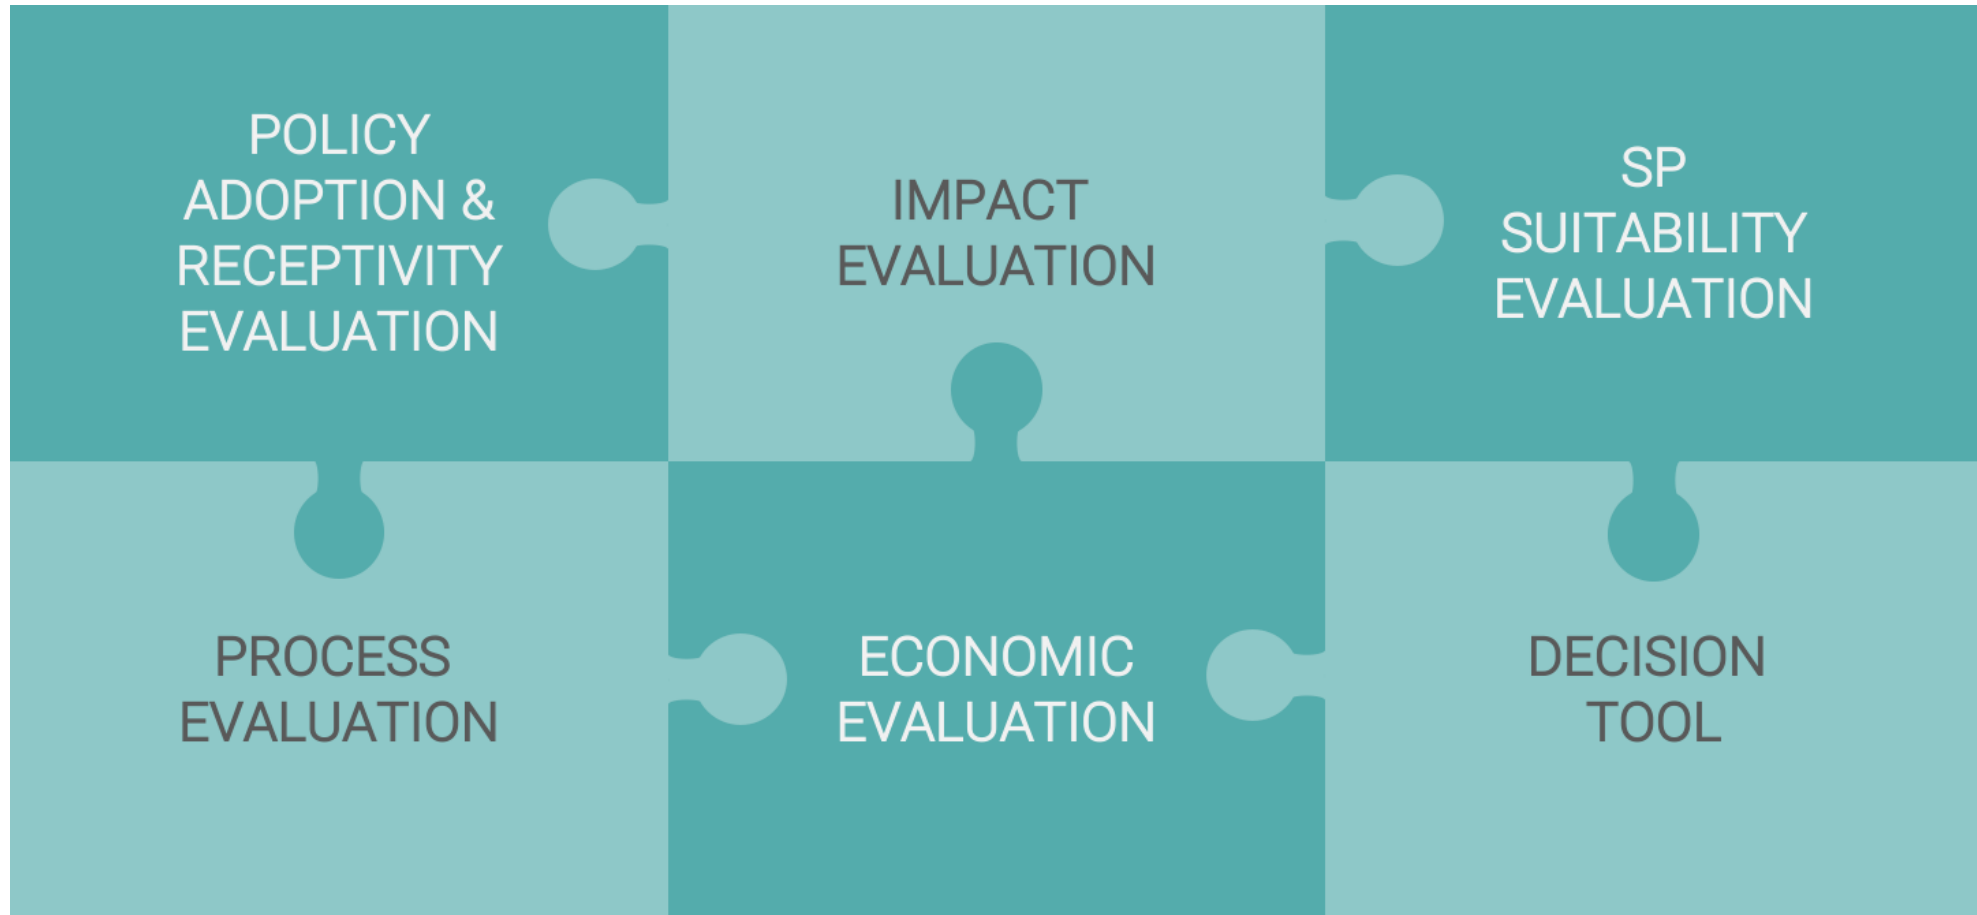 POLICY
ADOPTION &
RECEPTIVITY
EVALUATION
IMPACT
EVALUATION
SP
SUITABILITY
EVALUATION
PROCESS
EVALUATION
ECONOMIC
EVALUATION
DECISION
TOOL